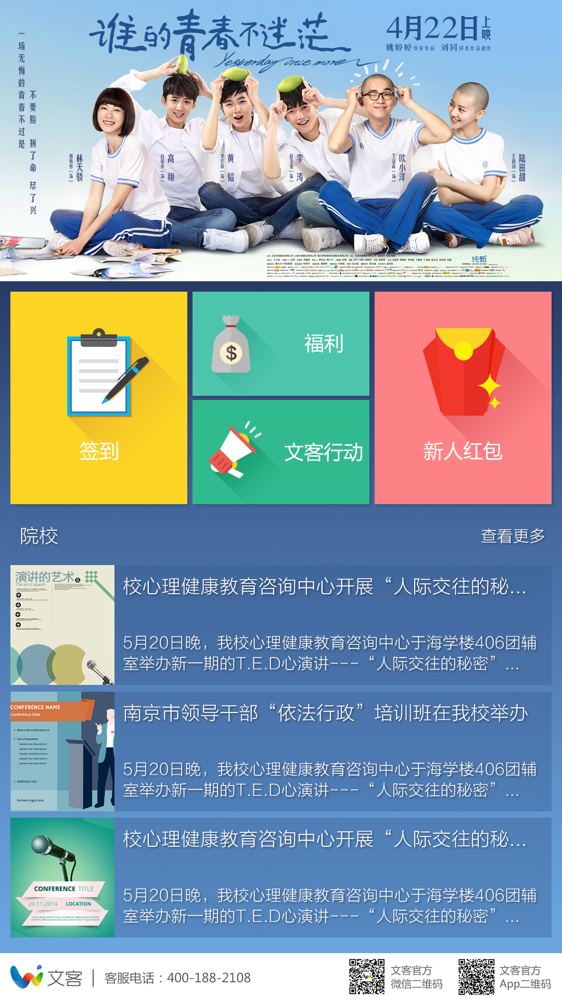 谁的青春不迷茫
Yesterday once more
4月22日上映
姚婷婷导演作品 刘同同名作品创作
一场无悔的青春不过是
不要脸 拼了命 尽了兴
林天骄
郭姝彤(饰)
高翔
白敬亭(饰)
黄韬
李宏毅(饰)
李涛
赵文龙(饰)
欧小洋
丁冠森(饰)
陆田甜
王鹤润(饰)
纯甄
签到
福利
文客行动
新人红包
院校
查看更多
演讲的艺术 6
The art of speech
校心理健康教育咨询中心开展“人际交往的秘...
5月20日晚，我校心理健康教育咨询中心于海学楼406团辅
室举办新一期的T.E.D心演讲---“人际交往的秘密”...
CONFERENCE NAME
Conference Date
Where the conference is
List of speakers
- Speaker one (Description)
- Speaker two (Description)
- Speaker three(Description)
- Speaker four (Description)
- Speaker five (Description)
Additional Info
Partners Logos Area
南京市领导干部“依法行政”培训班在我校举办
5月20日晚，我校心理健康教育咨询中心于海学楼406团辅
室举办新一期的T.E.D心演讲---“人际交往的秘密”...
CONFERENCE TITLE
20.11.2014 LOCATION
校心理健康教育咨询中心开展“人际交往的秘...
5月20日晚，我校心理健康教育咨询中心于海学楼406团辅
室举办新一期的T.E.D心演讲---“人际交往的秘密”...
文客
客服电话：400-188-2108
文客官方
微信二维码
文客官方
App二维码